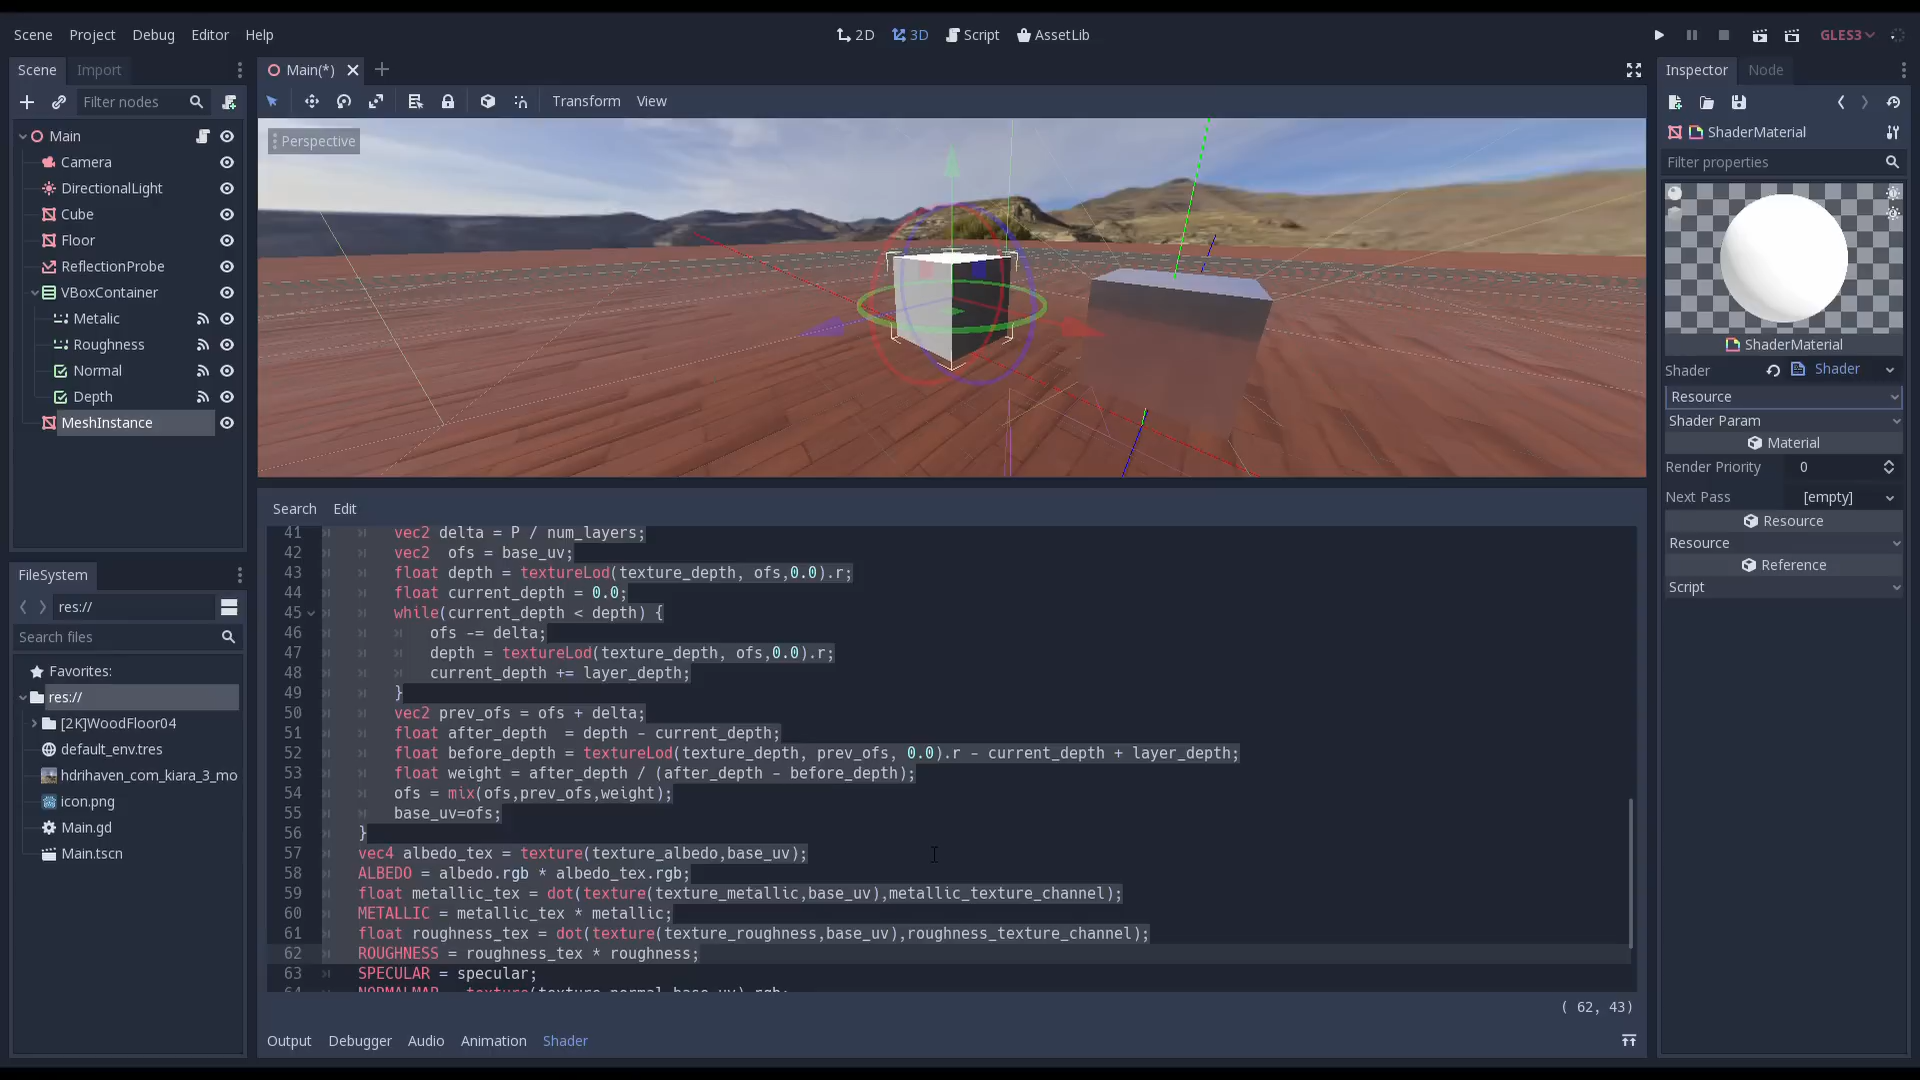 Scene Project Debug Editor Help
2D 3D Script AssetLib
GLES3
Scene Import
Filter nodes
Main
Camera
DirectionalLight
Cube
Floor
ReflectionProbe
VBoxContainer
Metalic
Roughness
Normal
Depth
MeshInstance
FileSystem
res://
Search files
Favorites:
res://
[2K]WoodFloor04
default_env.tres
hdrihaven_com_kiara_3_mo
icon.png
Main.gd
Main.tscn
Main(*)
Transform View
Perspective
Search Edit
41 vec2 delta = P / num_layers;
42 vec2  ofs = base_uv;
43 float depth = textureLod(texture_depth, ofs,0.0).r;
44 float current_depth = 0.0;
45 while(current_depth < depth) {
46 ofs -= delta;
47 depth = textureLod(texture_depth, ofs,0.0).r;
48 current_depth += layer_depth;
49 }
50 vec2 prev_ofs = ofs + delta;
51 float after_depth  = depth - current_depth;
52 float before_depth = textureLod(texture_depth, prev_ofs, 0.0).r - current_depth + layer_depth;
53 float weight = after_depth / (after_depth - before_depth);
54 ofs = mix(ofs,prev_ofs,weight);
55 base_uv=ofs;
56 }
57 vec4 albedo_tex = texture(texture_albedo,base_uv);
58 ALBEDO = albedo.rgb * albedo_tex.rgb;
59 float metallic_tex = dot(texture(texture_metallic,base_uv),metallic_texture_channel);
60 METALLIC = metallic_tex * metallic;
61 float roughness_tex = dot(texture(texture_roughness,base_uv),roughness_texture_channel);
62 ROUGHNESS = roughness_tex * roughness;
63 SPECULAR = specular;
64 NORMALMAP = texture(texture_normal,base_uv).rgb;
( 62, 43)
Output Debugger Audio Animation Shader
Inspector Node
ShaderMaterial
Filter properties
ShaderMaterial
Shader Shader
Resource
Shader Param
Material
Render Priority 0
Next Pass [empty]
Resource
Resource
Reference
Script